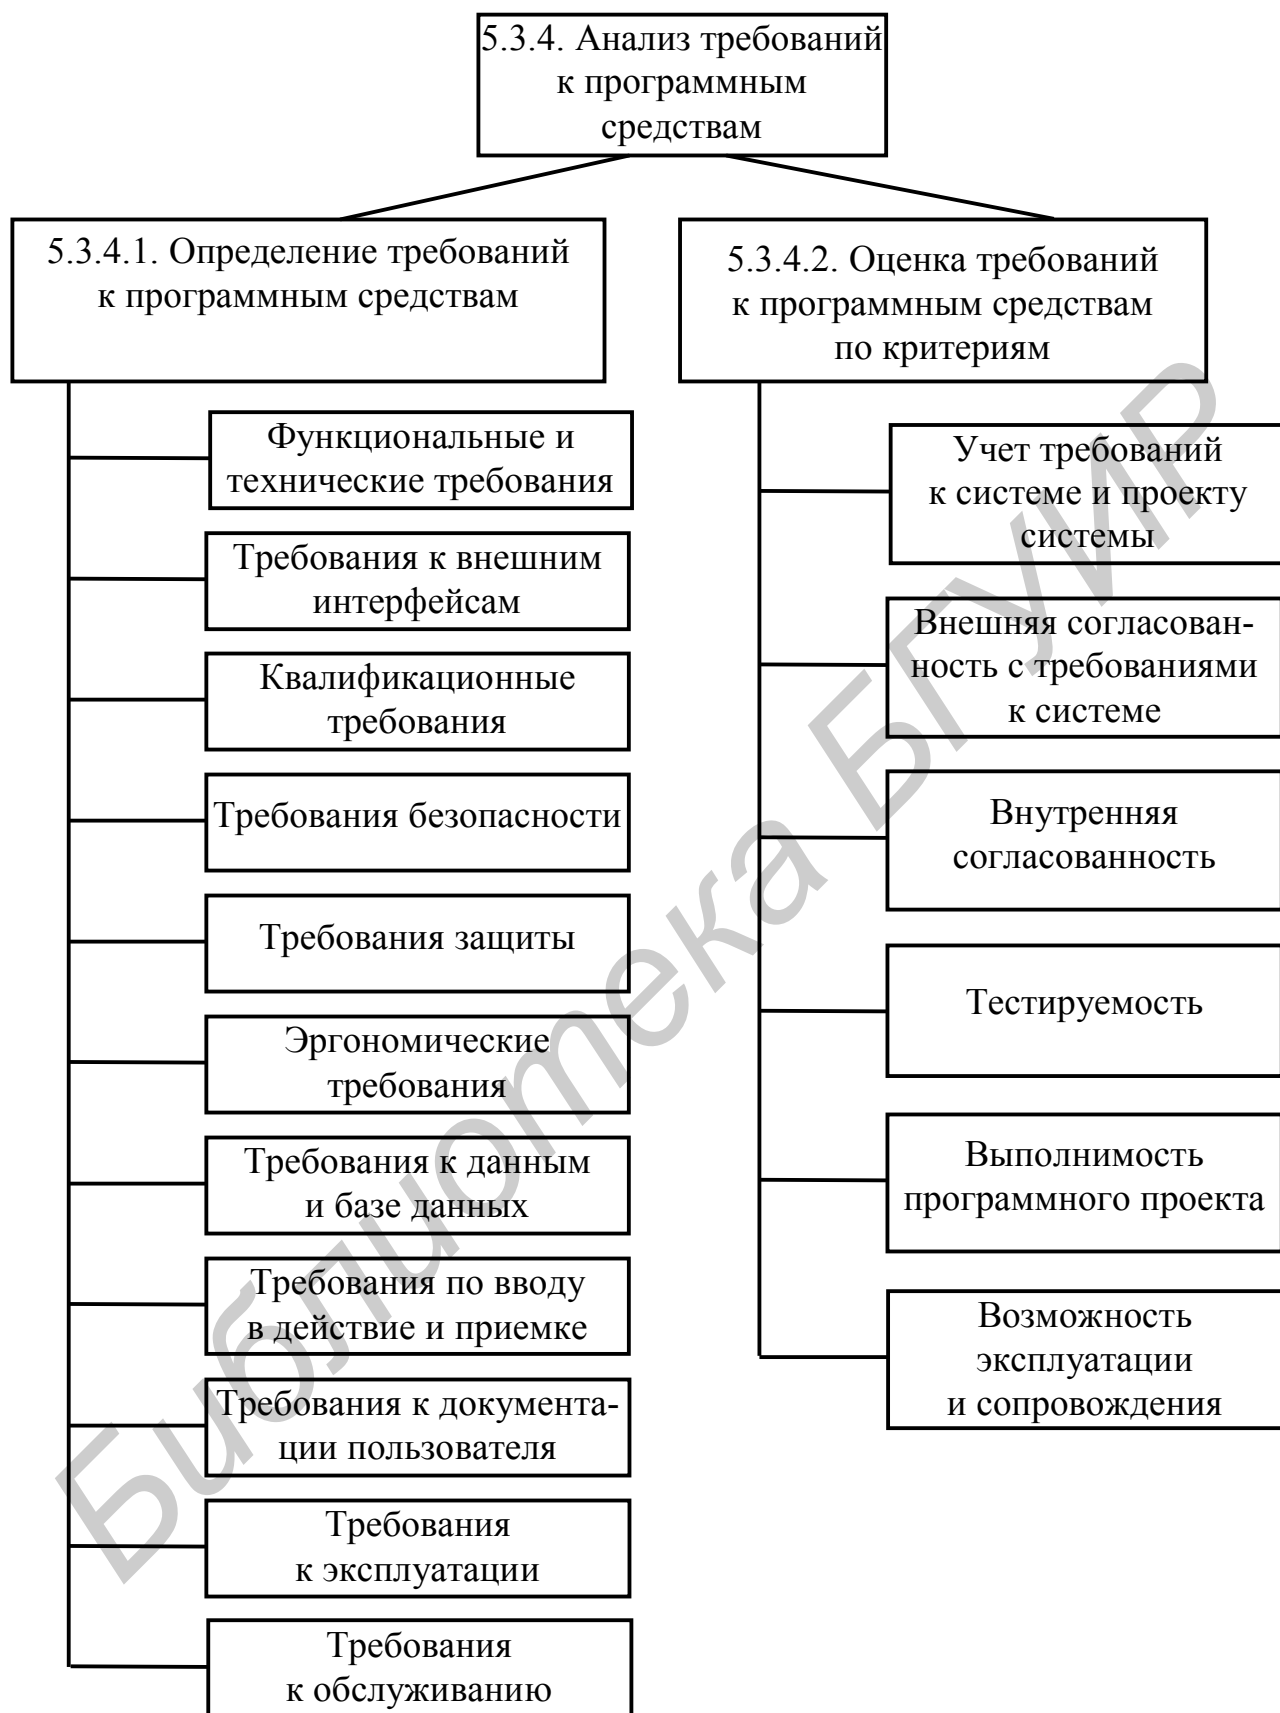 5.3.4. Анализ требований
к программным
средствам
5.3.4.1. Определение требований
к программным средствам
Функциональные и
технические требования
Требования к внешним
интерфейсам
Квалификационные
требования
Требования безопасности
Требования защиты
Эргономические
требования
Требования к данным
и базе данных
Требования по вводу
в действие и приемке
Требования к документа-
ции пользователя
Требования
к эксплуатации
Требования
к обслуживанию
5.3.4.2. Оценка требований
к программным средствам
по критериям
Учет требований
к системе и проекту
системы
Внешняя согласован-
ность с требованиями
к системе
Внутренняя
согласованность
Тестируемость
Выполнимость
программного проекта
Возможность
эксплуатации
и сопровождения
Библиотека БГУИР